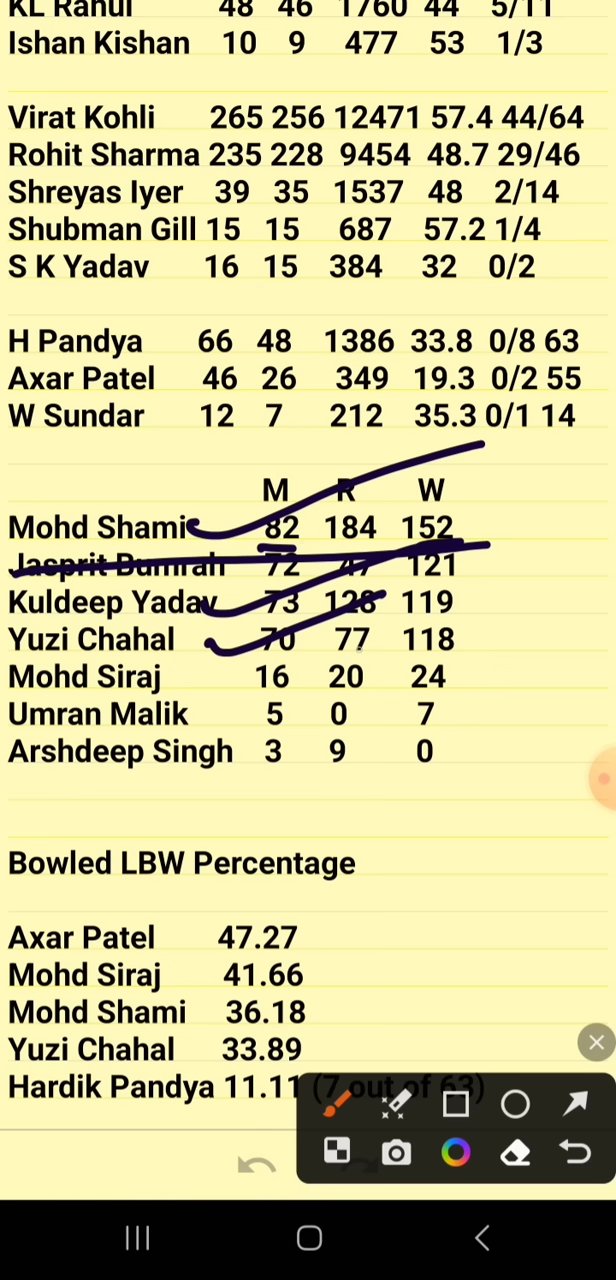 KL Rahul 48 46 1760 44 5/11
Ishan Kishan 10 9 477 53 1/3
Virat Kohli 265 256 12471 57.4 44/64
Rohit Sharma 235 228 9454 48.7 29/46
Shreyas Iyer 39 35 1537 48 2/14
Shubman Gill 15 15 687 57.2 1/4
S K Yadav 16 15 384 32 0/2
H Pandya 66 48 1386 33.8 0/8 63
Axar Patel 46 26 349 19.3 0/2 55
W Sundar 12 7 212 35.3 0/1 14
M R W
Mohd Shami 82 184 152
Jasprit Bumrah 72 47 121
Kuldeep Yadav 73 128 119
Yuzi Chahal 70 77 118
Mohd Siraj 16 20 24
Umran Malik 5 0 7
Arshdeep Singh 3 9 0
Bowled LBW Percentage
Axar Patel 47.27
Mohd Siraj 41.66
Mohd Shami 36.18
Yuzi Chahal 33.89
Hardik Pandya 11.11 (7 out of 63)